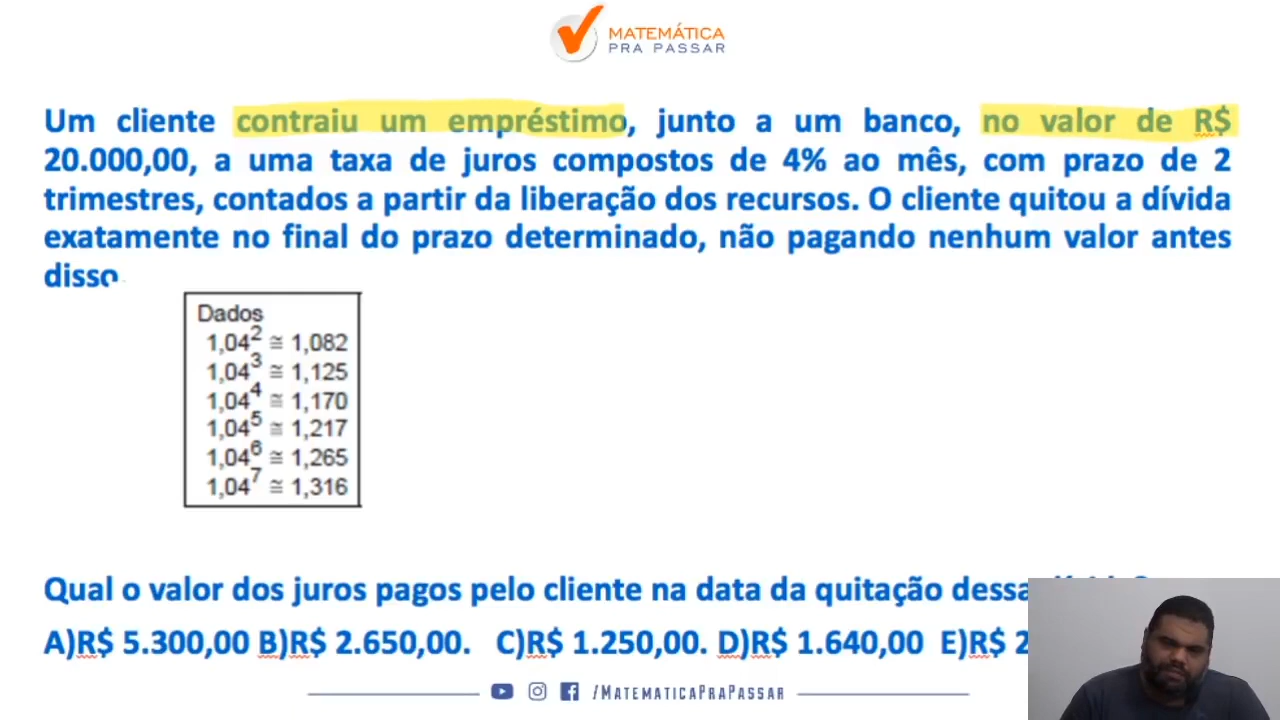 MATEMÁTICA
PRA PASSAR
Um cliente contraiu um empréstimo, junto a um banco, no valor de R$
20.000,00, a uma taxa de juros compostos de 4% ao mês, com prazo de 2
trimestres, contados a partir da liberação dos recursos. O cliente quitou a dívida
exatamente no final do prazo determinado, não pagando nenhum valor antes
disso
Dados
1,04² ≅ 1,082
1,04³ ≅ 1,125
1,04⁴ ≅ 1,170
1,04⁵ ≅ 1,217
1,04⁶ ≅ 1,265
1,04⁷ ≅ 1,316
Qual o valor dos juros pagos pelo cliente na data da quitação dessa
A)R$ 5.300,00 B)R$ 2.650,00. C)R$ 1.250,00. D)R$ 1.640,00 E)R$ 2
/MATEMATICAPRAPASSAR